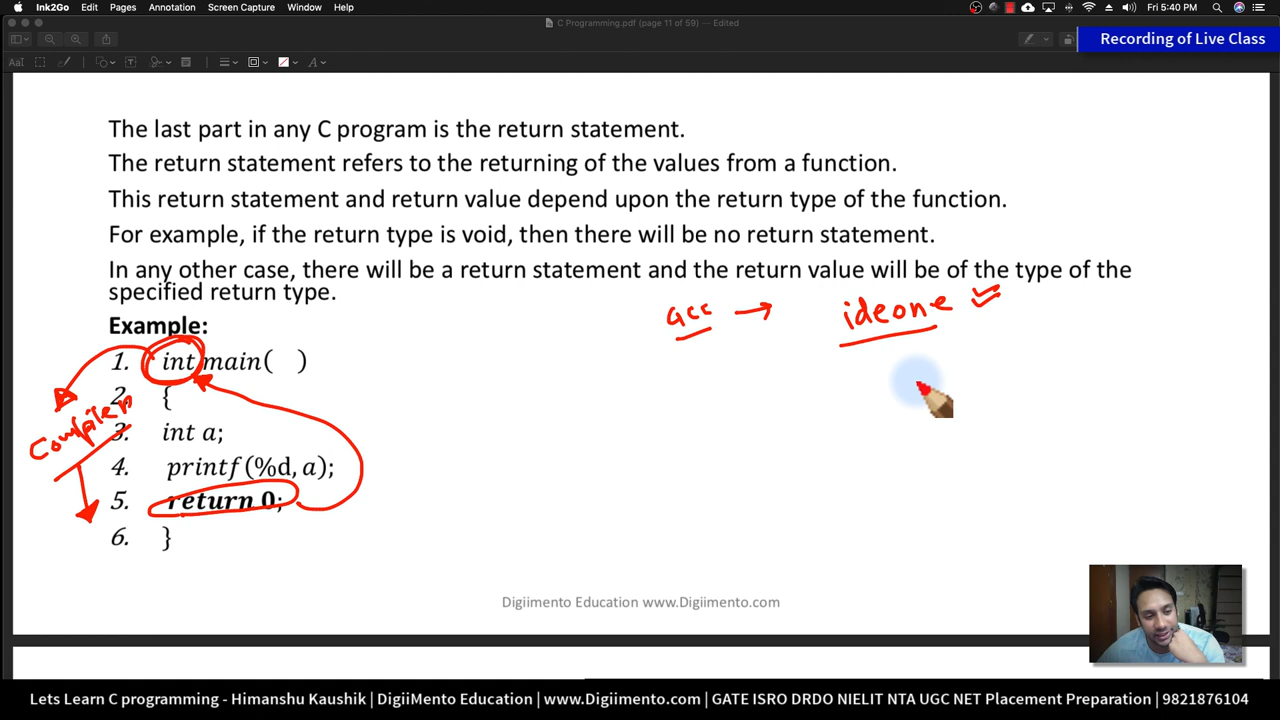 Ink2Go Edit Pages Annotation Screen Capture Window Help Fri 5:40 PM
C Programming.pdf (page 11 of 59) — Edited
Recording of Live Class
The last part in any C program is the return statement.
The return statement refers to the returning of the values from a function.
This return statement and return value depend upon the return type of the function.
For example, if the return type is void, then there will be no return statement.
In any other case, there will be a return statement and the return value will be of the type of the
specified return type.
gcc → ideone
Example:
1. int main( )
2. {
Compiler
3. int a;
4. printf(%d, a);
5. return 0;
6. }
Digiimento Education www.Digiimento.com
Lets Learn C programming - Himanshu Kaushik | DigiiMento Education | www.Digiimento.com | GATE ISRO DRDO NIELIT NTA UGC NET Placement Preparation | 9821876104